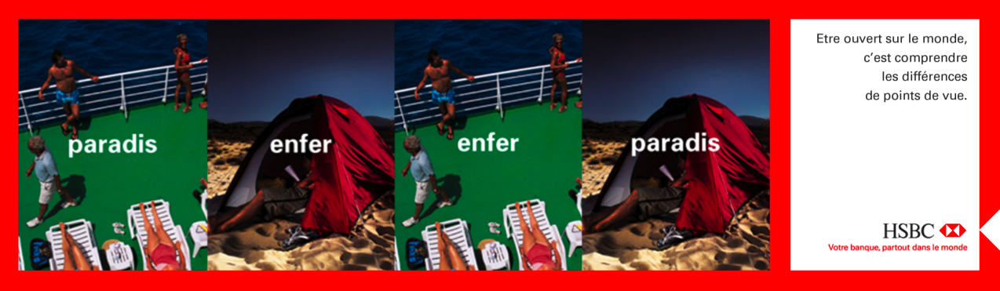 paradis
enfer
enfer
paradis
Etre ouvert sur le monde,
c’est comprendre
les différences
de points de vue.
HSBC
Votre banque, partout dans le monde